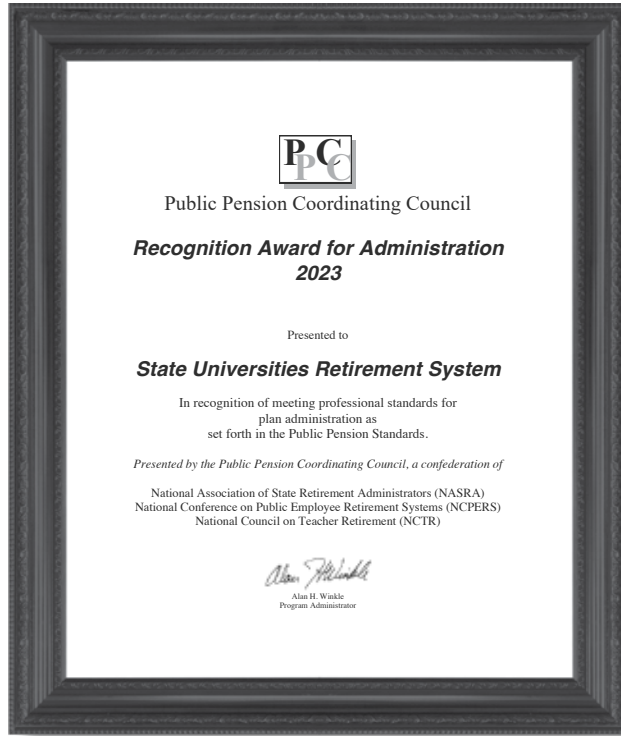 PPCC
Public Pension Coordinating Council
Recognition Award for Administration
2023
Presented to
State Universities Retirement System
In recognition of meeting professional standards for
plan administration as
set forth in the Public Pension Standards.
Presented by the Public Pension Coordinating Council, a confederation of
National Association of State Retirement Administrators (NASRA)
National Conference on Public Employee Retirement Systems (NCPERS)
National Council on Teacher Retirement (NCTR)
Alan H. Winkle
Alan H. Winkle
Program Administrator